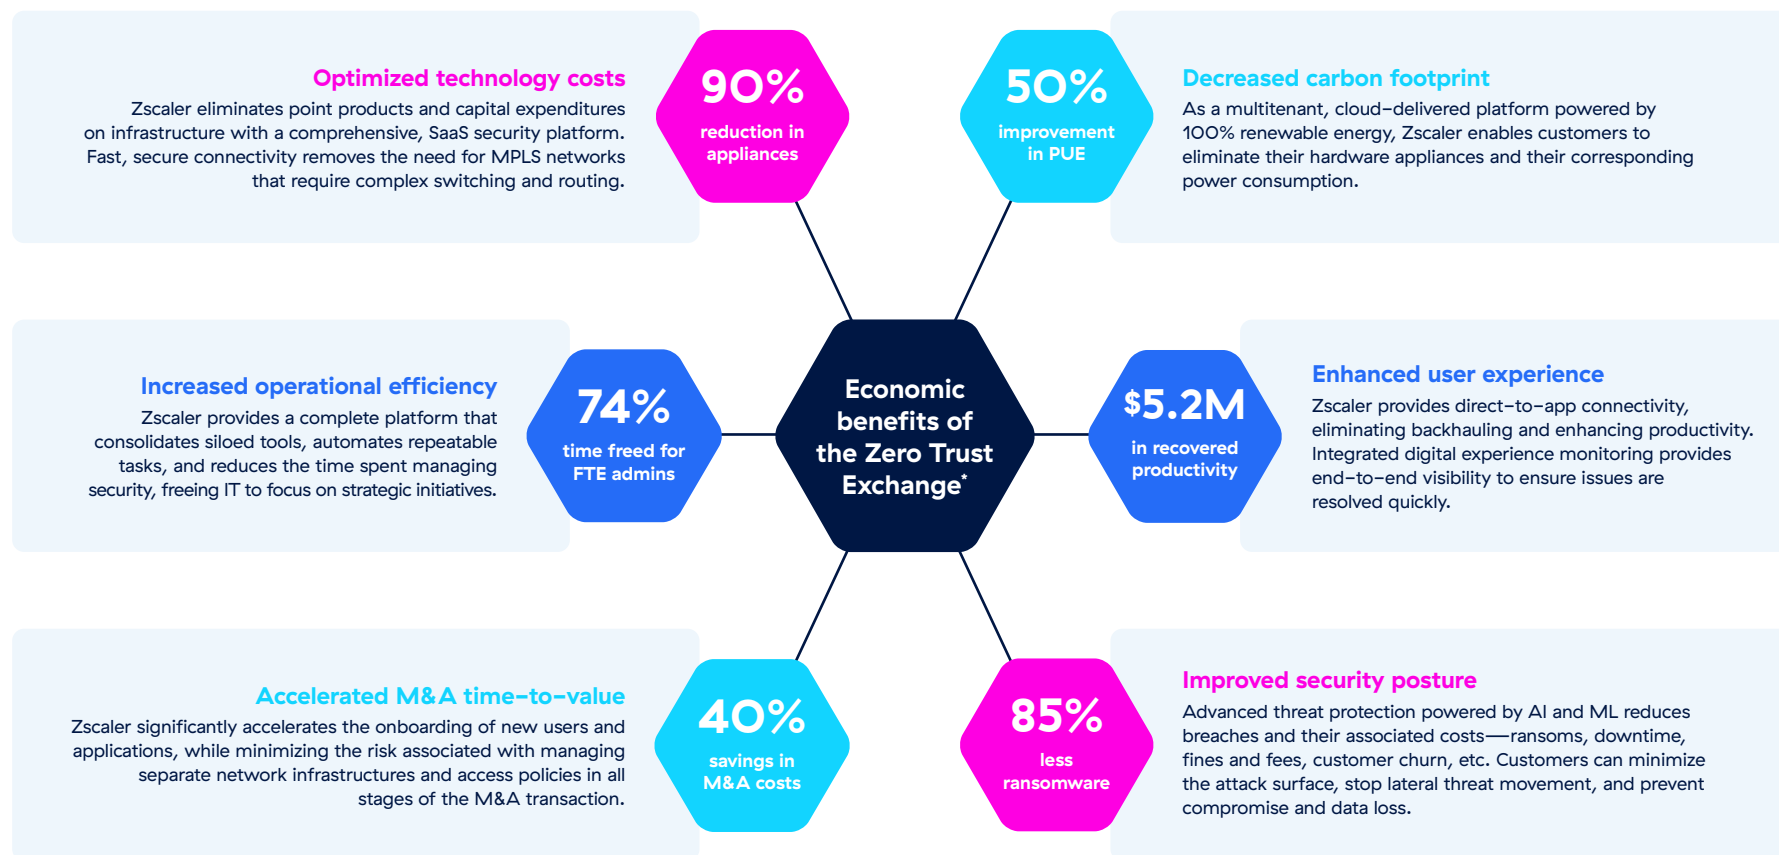 Optimized technology costs
Zscaler eliminates point products and capital expenditures
on infrastructure with a comprehensive, SaaS security platform.
Fast, secure connectivity removes the need for MPLS networks
that require complex switching and routing.
90%
reduction in
appliances
50%
improvement
in PUE
Decreased carbon footprint
As a multitenant, cloud-delivered platform powered by
100% renewable energy, Zscaler enables customers to
eliminate their hardware appliances and their corresponding
power consumption.
Increased operational efficiency
Zscaler provides a complete platform that
consolidates siloed tools, automates repeatable
tasks, and reduces the time spent managing
security, freeing IT to focus on strategic initiatives.
74%
time freed for
FTE admins
Economic
benefits of
the Zero Trust
Exchange*
$5.2M
in recovered
productivity
Enhanced user experience
Zscaler provides direct-to-app connectivity,
eliminating backhauling and enhancing productivity.
Integrated digital experience monitoring provides
end-to-end visibility to ensure issues are
resolved quickly.
Accelerated M&A time-to-value
Zscaler significantly accelerates the onboarding of new users and
applications, while minimizing the risk associated with managing
separate network infrastructures and access policies in all
stages of the M&A transaction.
40%
savings in
M&A costs
85%
less
ransomware
Improved security posture
Advanced threat protection powered by AI and ML reduces
breaches and their associated costs—ransoms, downtime,
fines and fees, customer churn, etc. Customers can minimize
the attack surface, stop lateral threat movement, and prevent
compromise and data loss.